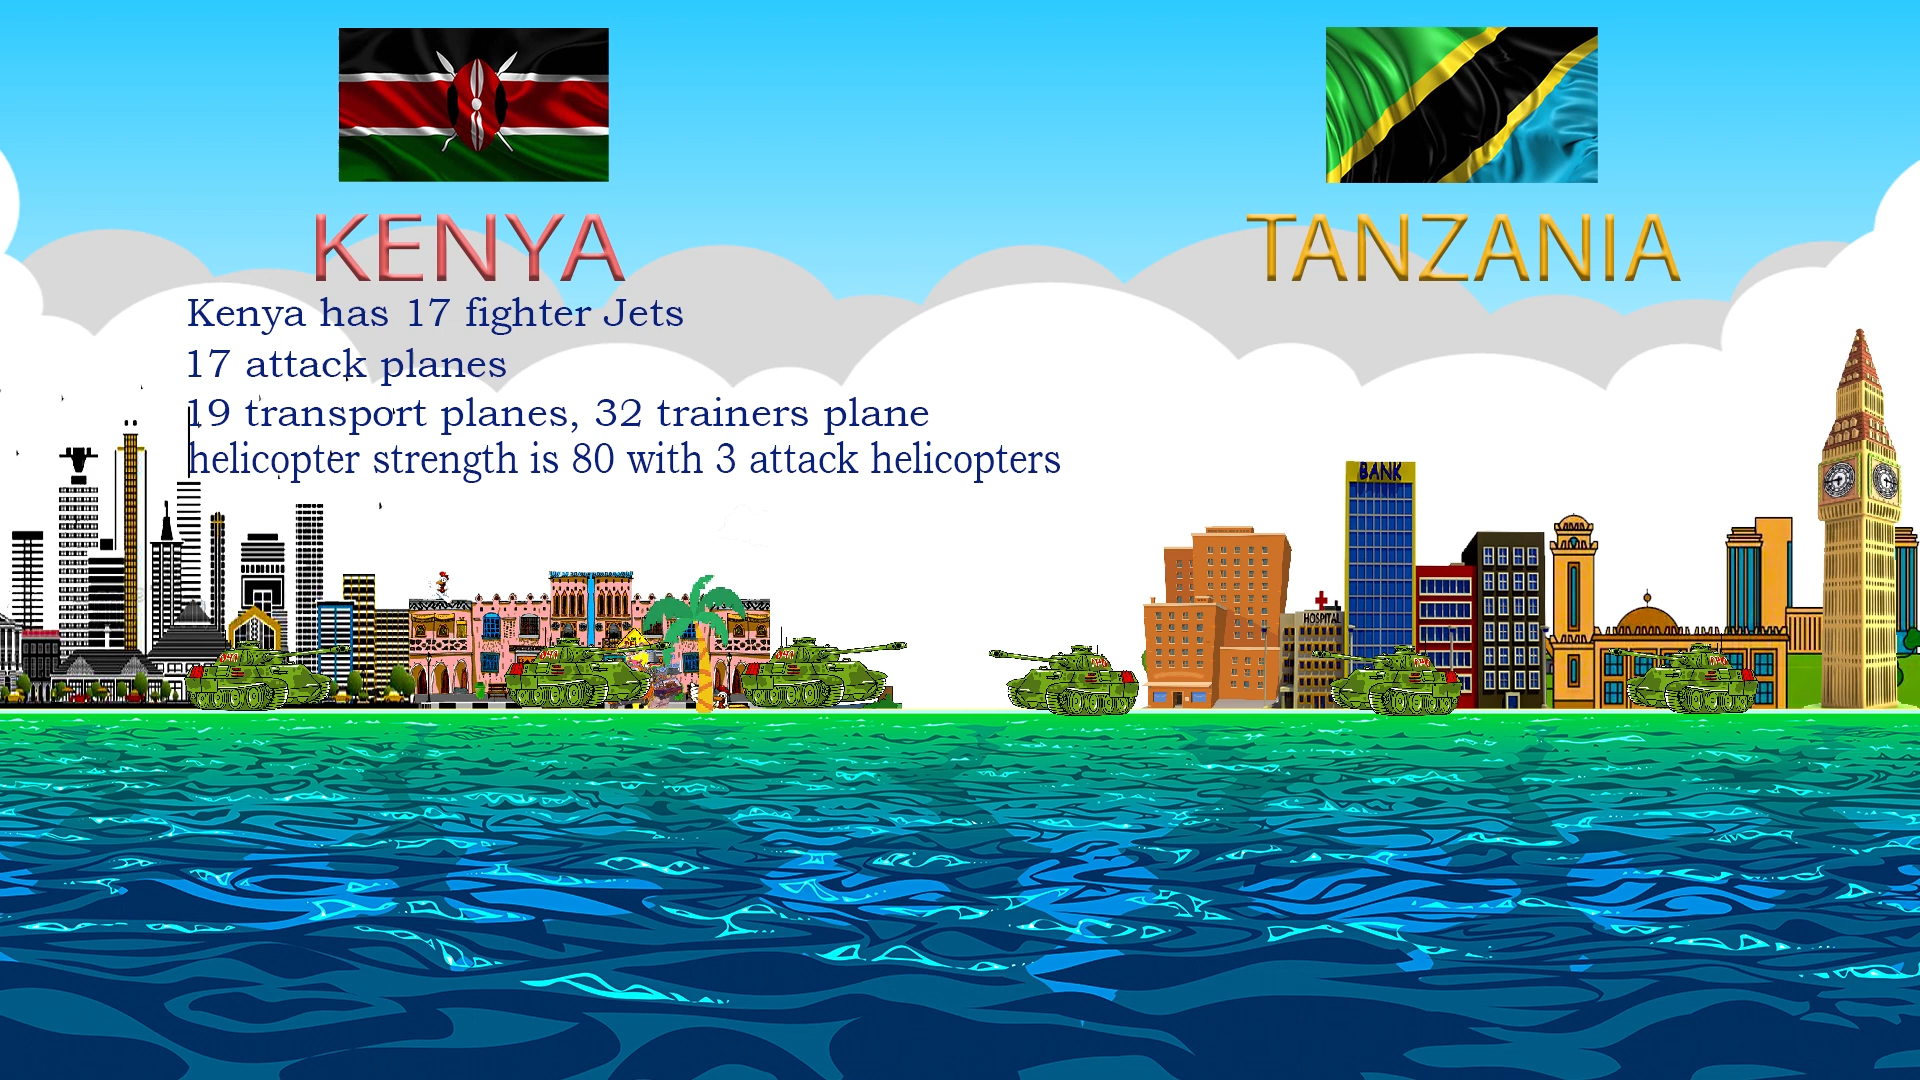 KENYA
TANZANIA
Kenya has 17 fighter Jets
17 attack planes
19 transport planes, 32 trainers plane
helicopter strength is 80 with 3 attack helicopters
BANK
HOSPITAL